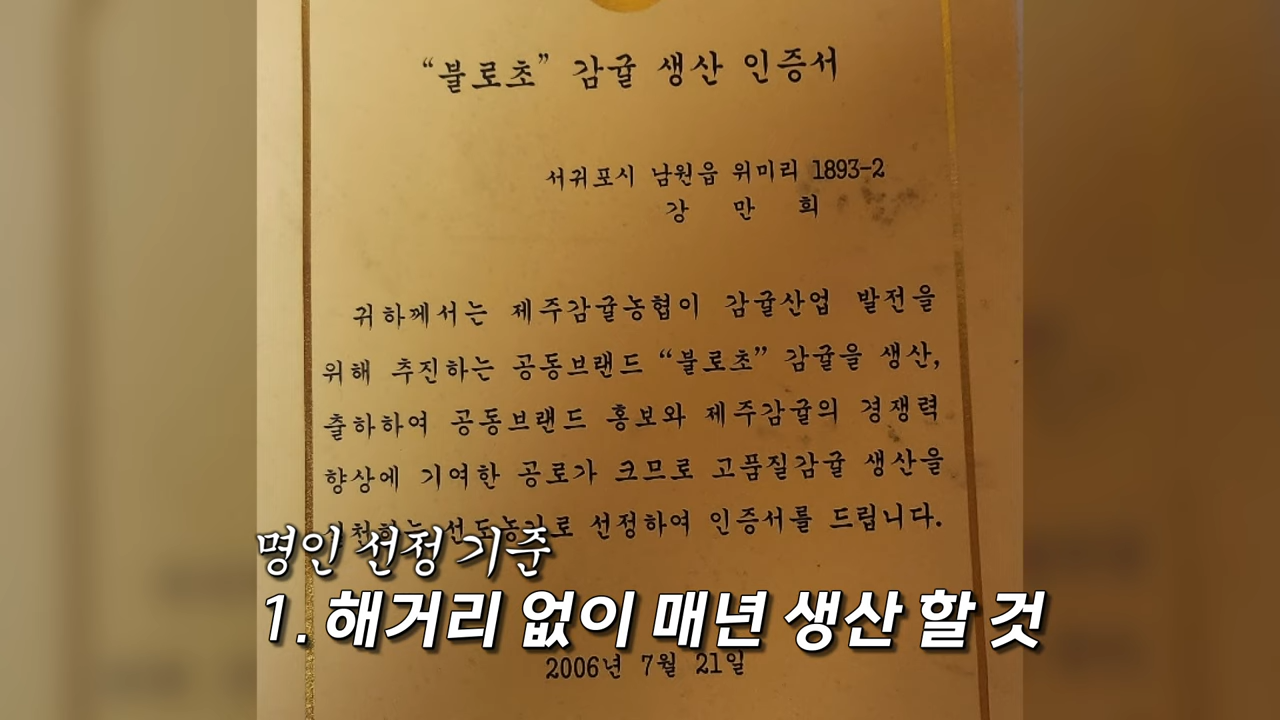 “불로초” 감귤 생산 인증서
서귀포시 남원읍 위미리 1893-2
강 만 희
귀하께서는 제주감귤농협이 감귤산업 발전을
위해 추진하는 공동브랜드 “불로초” 감귤을 생산,
출하하여 공동브랜드 홍보와 제주감귤의 경쟁력
향상에 기여한 공로가 크므로 고품질감귤 생산을
선도농가로 선정하여 인증서를 드립니다.
명인 선정 기준
1. 해거리 없이 매년 생산 할 것
2006년 7월 21일